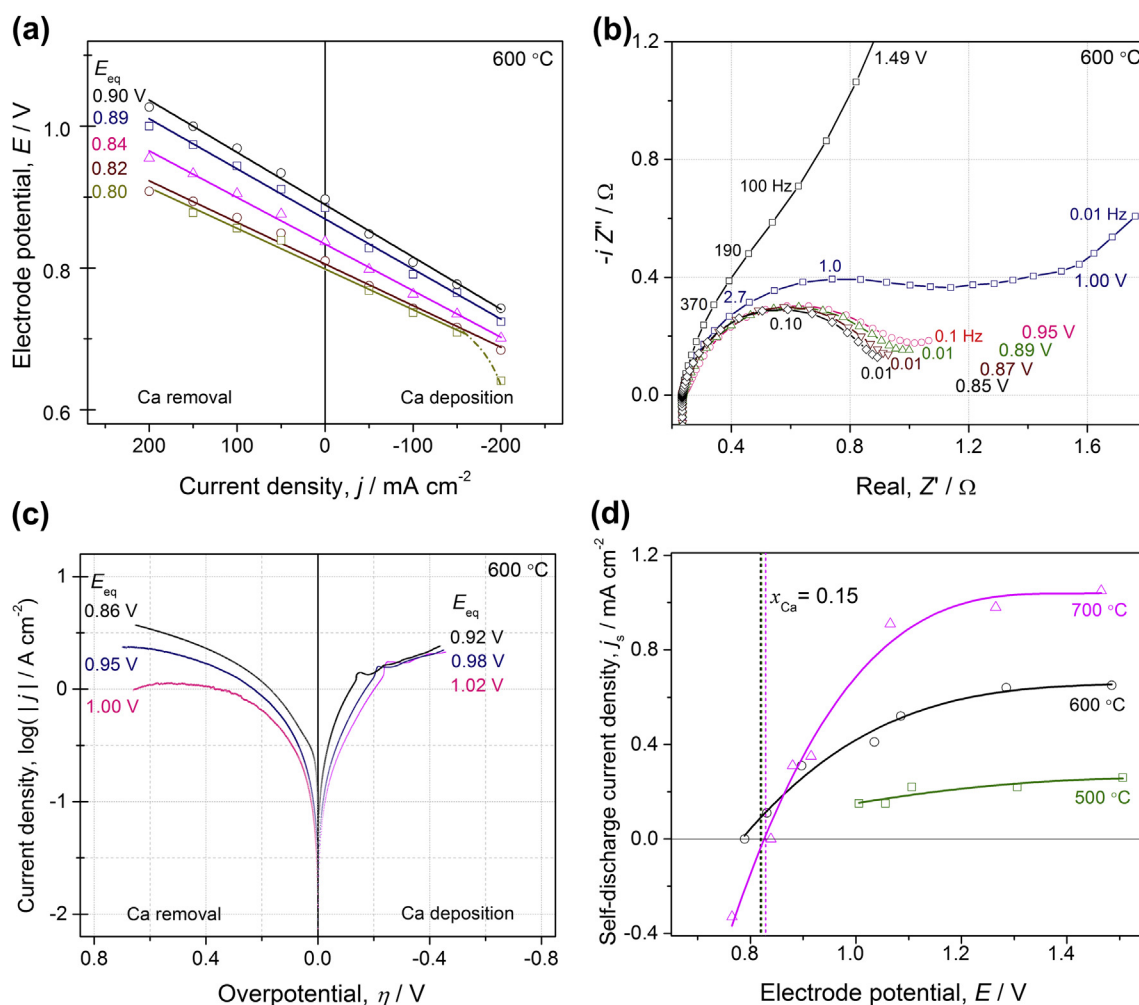 (a)
600 °C
E_eq
0.90 V
0.89
0.84
0.82
0.80
1.0
0.8
0.6
Electrode potential, E / V
Ca removal
Ca deposition
200
100
0
-100
-200
Current density, j / mA cm⁻²
(b)
600 °C
1.49 V
100 Hz
190
370
2.7
1.0
0.01 Hz
1.00 V
0.10
0.1 Hz
0.95 V
0.01
0.89 V
0.01
0.87 V
0.01
0.85 V
1.2
0.8
0.4
0.0
-i Z'' / Ω
0.4
0.8
1.2
1.6
Real, Z' / Ω
(c)
600 °C
E_eq
0.86 V
0.95 V
1.00 V
E_eq
0.92 V
0.98 V
1.02 V
1
0
-1
-2
Current density, log( | j | / A cm⁻²)
Ca removal
Ca deposition
0.8
0.4
0.0
-0.4
-0.8
Overpotential, η / V
(d)
x_Ca = 0.15
700 °C
600 °C
500 °C
1.2
0.8
0.4
0.0
-0.4
Self-discharge current density, j_s / mA cm⁻²
0.8
1.0
1.2
1.4
Electrode potential, E / V